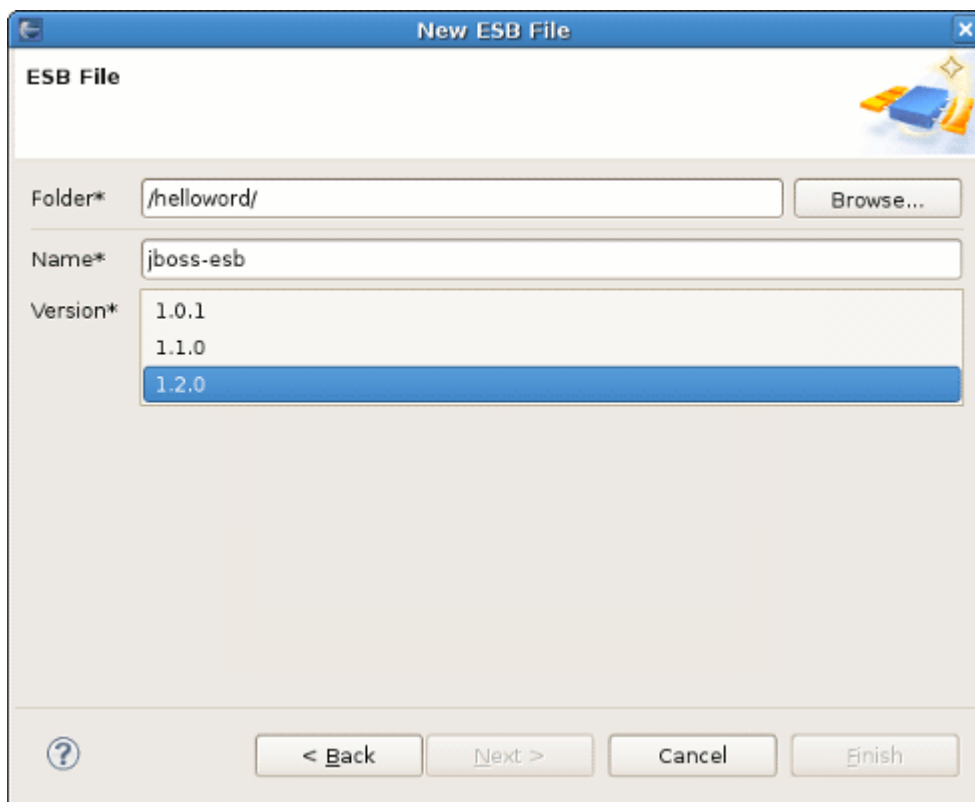 New ESB File
ESB File
Folder* /helloword/ Browse...
Name* jboss-esb
Version* 1.0.1
1.1.0
1.2.0
? < Back Next > Cancel Finish